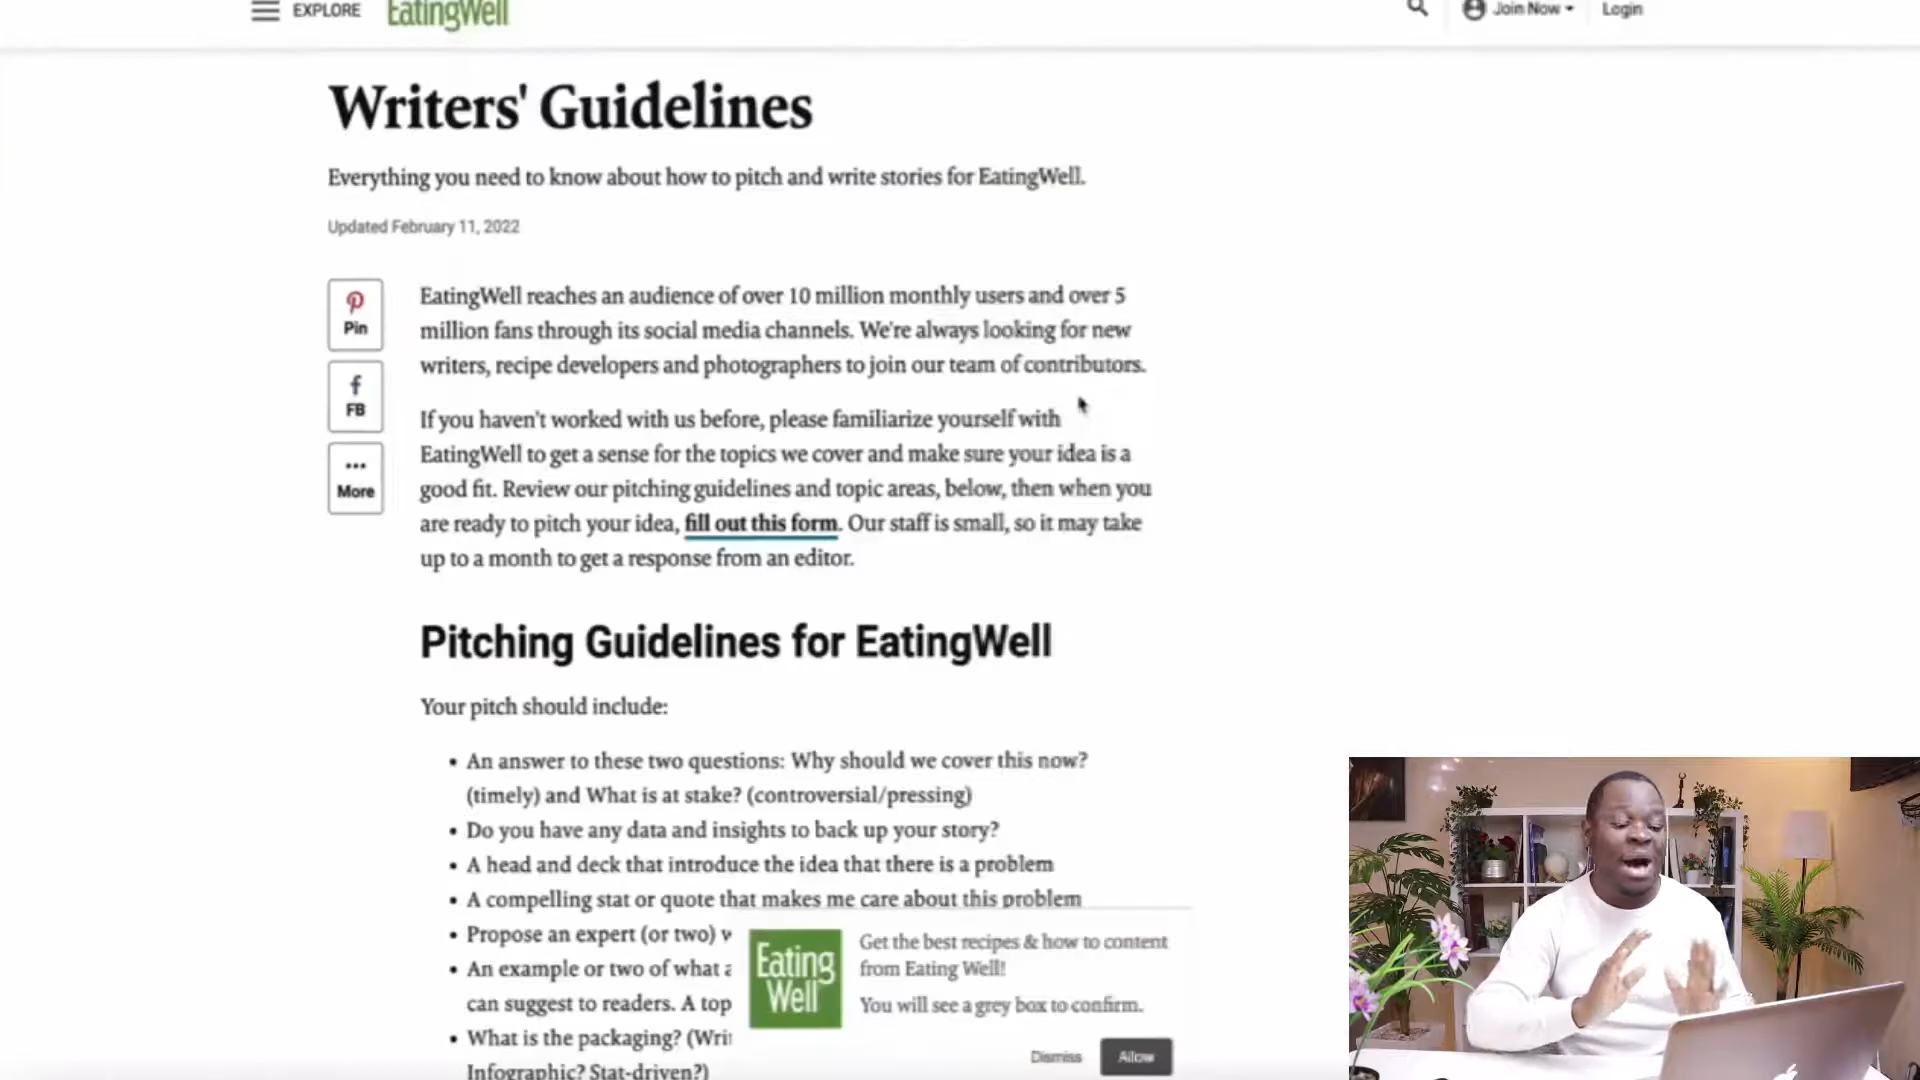 EXPLORE
EatingWell
Join Now
Login
Writers' Guidelines
Everything you need to know about how to pitch and write stories for EatingWell.
Updated February 11, 2022
Pin
FB
More
EatingWell reaches an audience of over 10 million monthly users and over 5
million fans through its social media channels. We're always looking for new
writers, recipe developers and photographers to join our team of contributors.
If you haven't worked with us before, please familiarize yourself with
EatingWell to get a sense for the topics we cover and make sure your idea is a
good fit. Review our pitching guidelines and topic areas, below, then when you
are ready to pitch your idea, fill out this form. Our staff is small, so it may take
up to a month to get a response from an editor.
Pitching Guidelines for EatingWell
Your pitch should include:
• An answer to these two questions: Why should we cover this now?
(timely) and What is at stake? (controversial/pressing)
• Do you have any data and insights to back up your story?
• A head and deck that introduce the idea that there is a problem
• A compelling stat or quote that makes me care about this problem
• Propose an expert (or two)
• An example or two of what
can suggest to readers. A top
• What is the packaging?
Infographic? Stat-driven?)
Eating
Well
Get the best recipes & how to content
from Eating Well!
You will see a grey box to confirm.
Dismiss
Allow